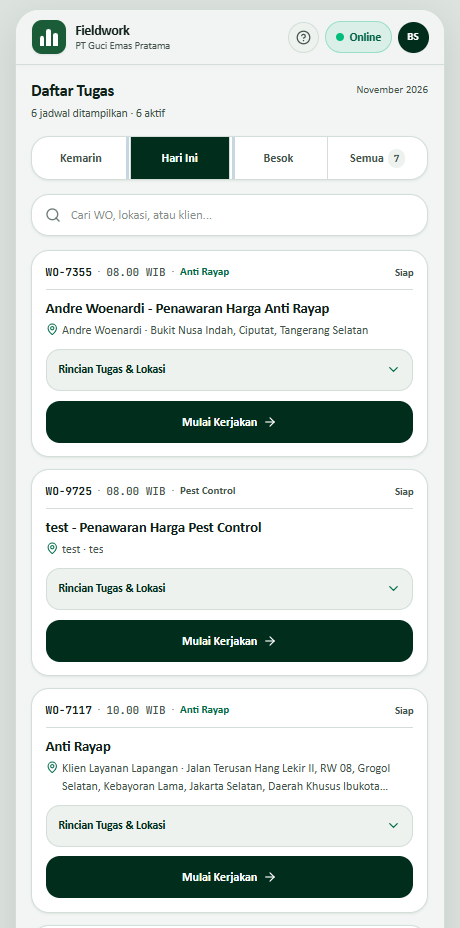 Fieldwork
PT Guci Emas Pratama
Online
BS
Daftar Tugas
November 2026
6 jadwal ditampilkan · 6 aktif
Kemarin
Hari Ini
Besok
Semua 7
Cari WO, lokasi, atau klien...
WO-7355 · 08.00 WIB · Anti Rayap
Siap
Andre Woenardi - Penawaran Harga Anti Rayap
Andre Woenardi · Bukit Nusa Indah, Ciputat, Tangerang Selatan
Rincian Tugas & Lokasi
Mulai Kerjakan →
WO-9725 · 08.00 WIB · Pest Control
Siap
test - Penawaran Harga Pest Control
test · tes
Rincian Tugas & Lokasi
Mulai Kerjakan →
WO-7117 · 10.00 WIB · Anti Rayap
Siap
Anti Rayap
Klien Layanan Lapangan · Jalan Terusan Hang Lekir II, RW 08, Grogol
Selatan, Kebayoran Lama, Jakarta Selatan, Daerah Khusus Ibukota...
Rincian Tugas & Lokasi
Mulai Kerjakan →